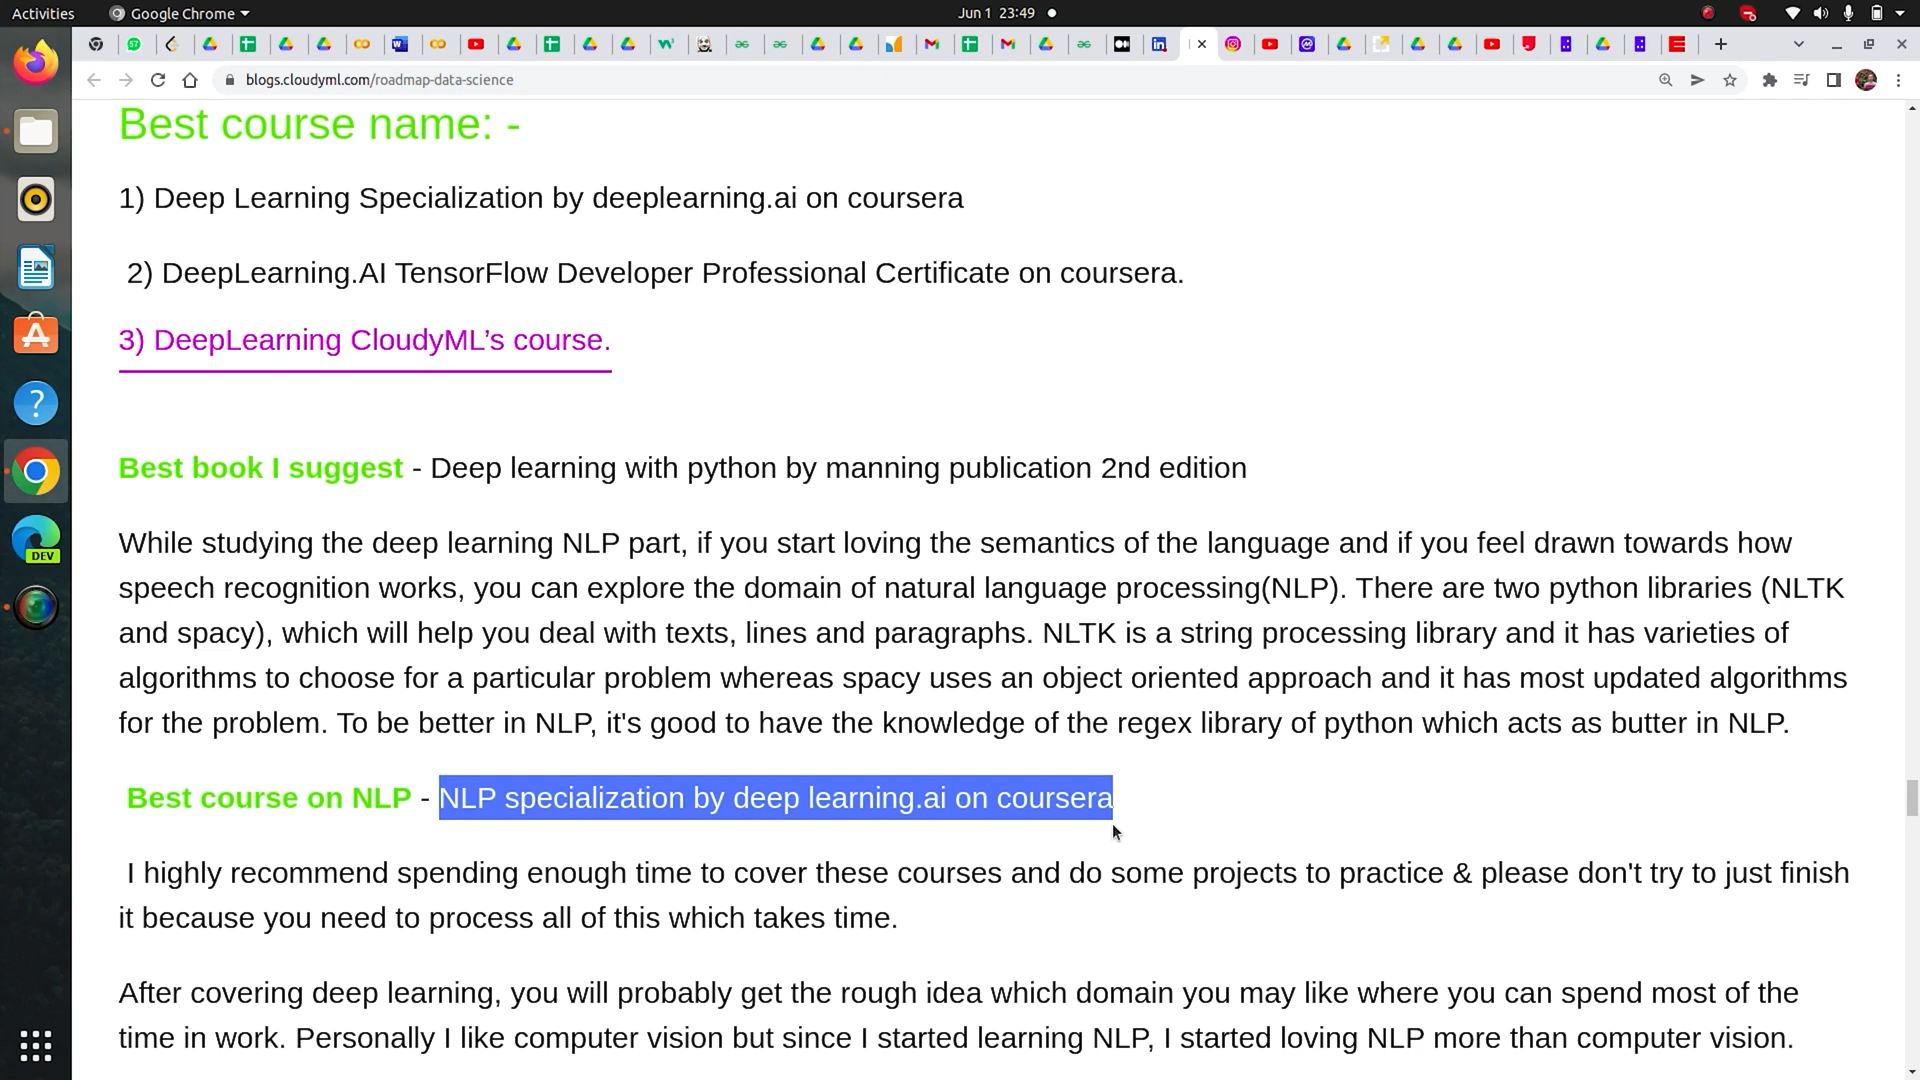 Activities
Google Chrome
Jun 1 23:49
blogs.cloudyml.com/roadmap-data-science
Best course name: -
1) Deep Learning Specialization by deeplearning.ai on coursera
2) DeepLearning.AI TensorFlow Developer Professional Certificate on coursera.
3) DeepLearning CloudyML’s course.
Best book I suggest - Deep learning with python by manning publication 2nd edition
While studying the deep learning NLP part, if you start loving the semantics of the language and if you feel drawn towards how
speech recognition works, you can explore the domain of natural language processing(NLP). There are two python libraries (NLTK
and spacy), which will help you deal with texts, lines and paragraphs. NLTK is a string processing library and it has varieties of
algorithms to choose for a particular problem whereas spacy uses an object oriented approach and it has most updated algorithms
for the problem. To be better in NLP, it's good to have the knowledge of the regex library of python which acts as butter in NLP.
Best course on NLP - NLP specialization by deep learning.ai on coursera
I highly recommend spending enough time to cover these courses and do some projects to practice & please don't try to just finish
it because you need to process all of this which takes time.
After covering deep learning, you will probably get the rough idea which domain you may like where you can spend most of the
time in work. Personally I like computer vision but since I started learning NLP, I started loving NLP more than computer vision.
DEV